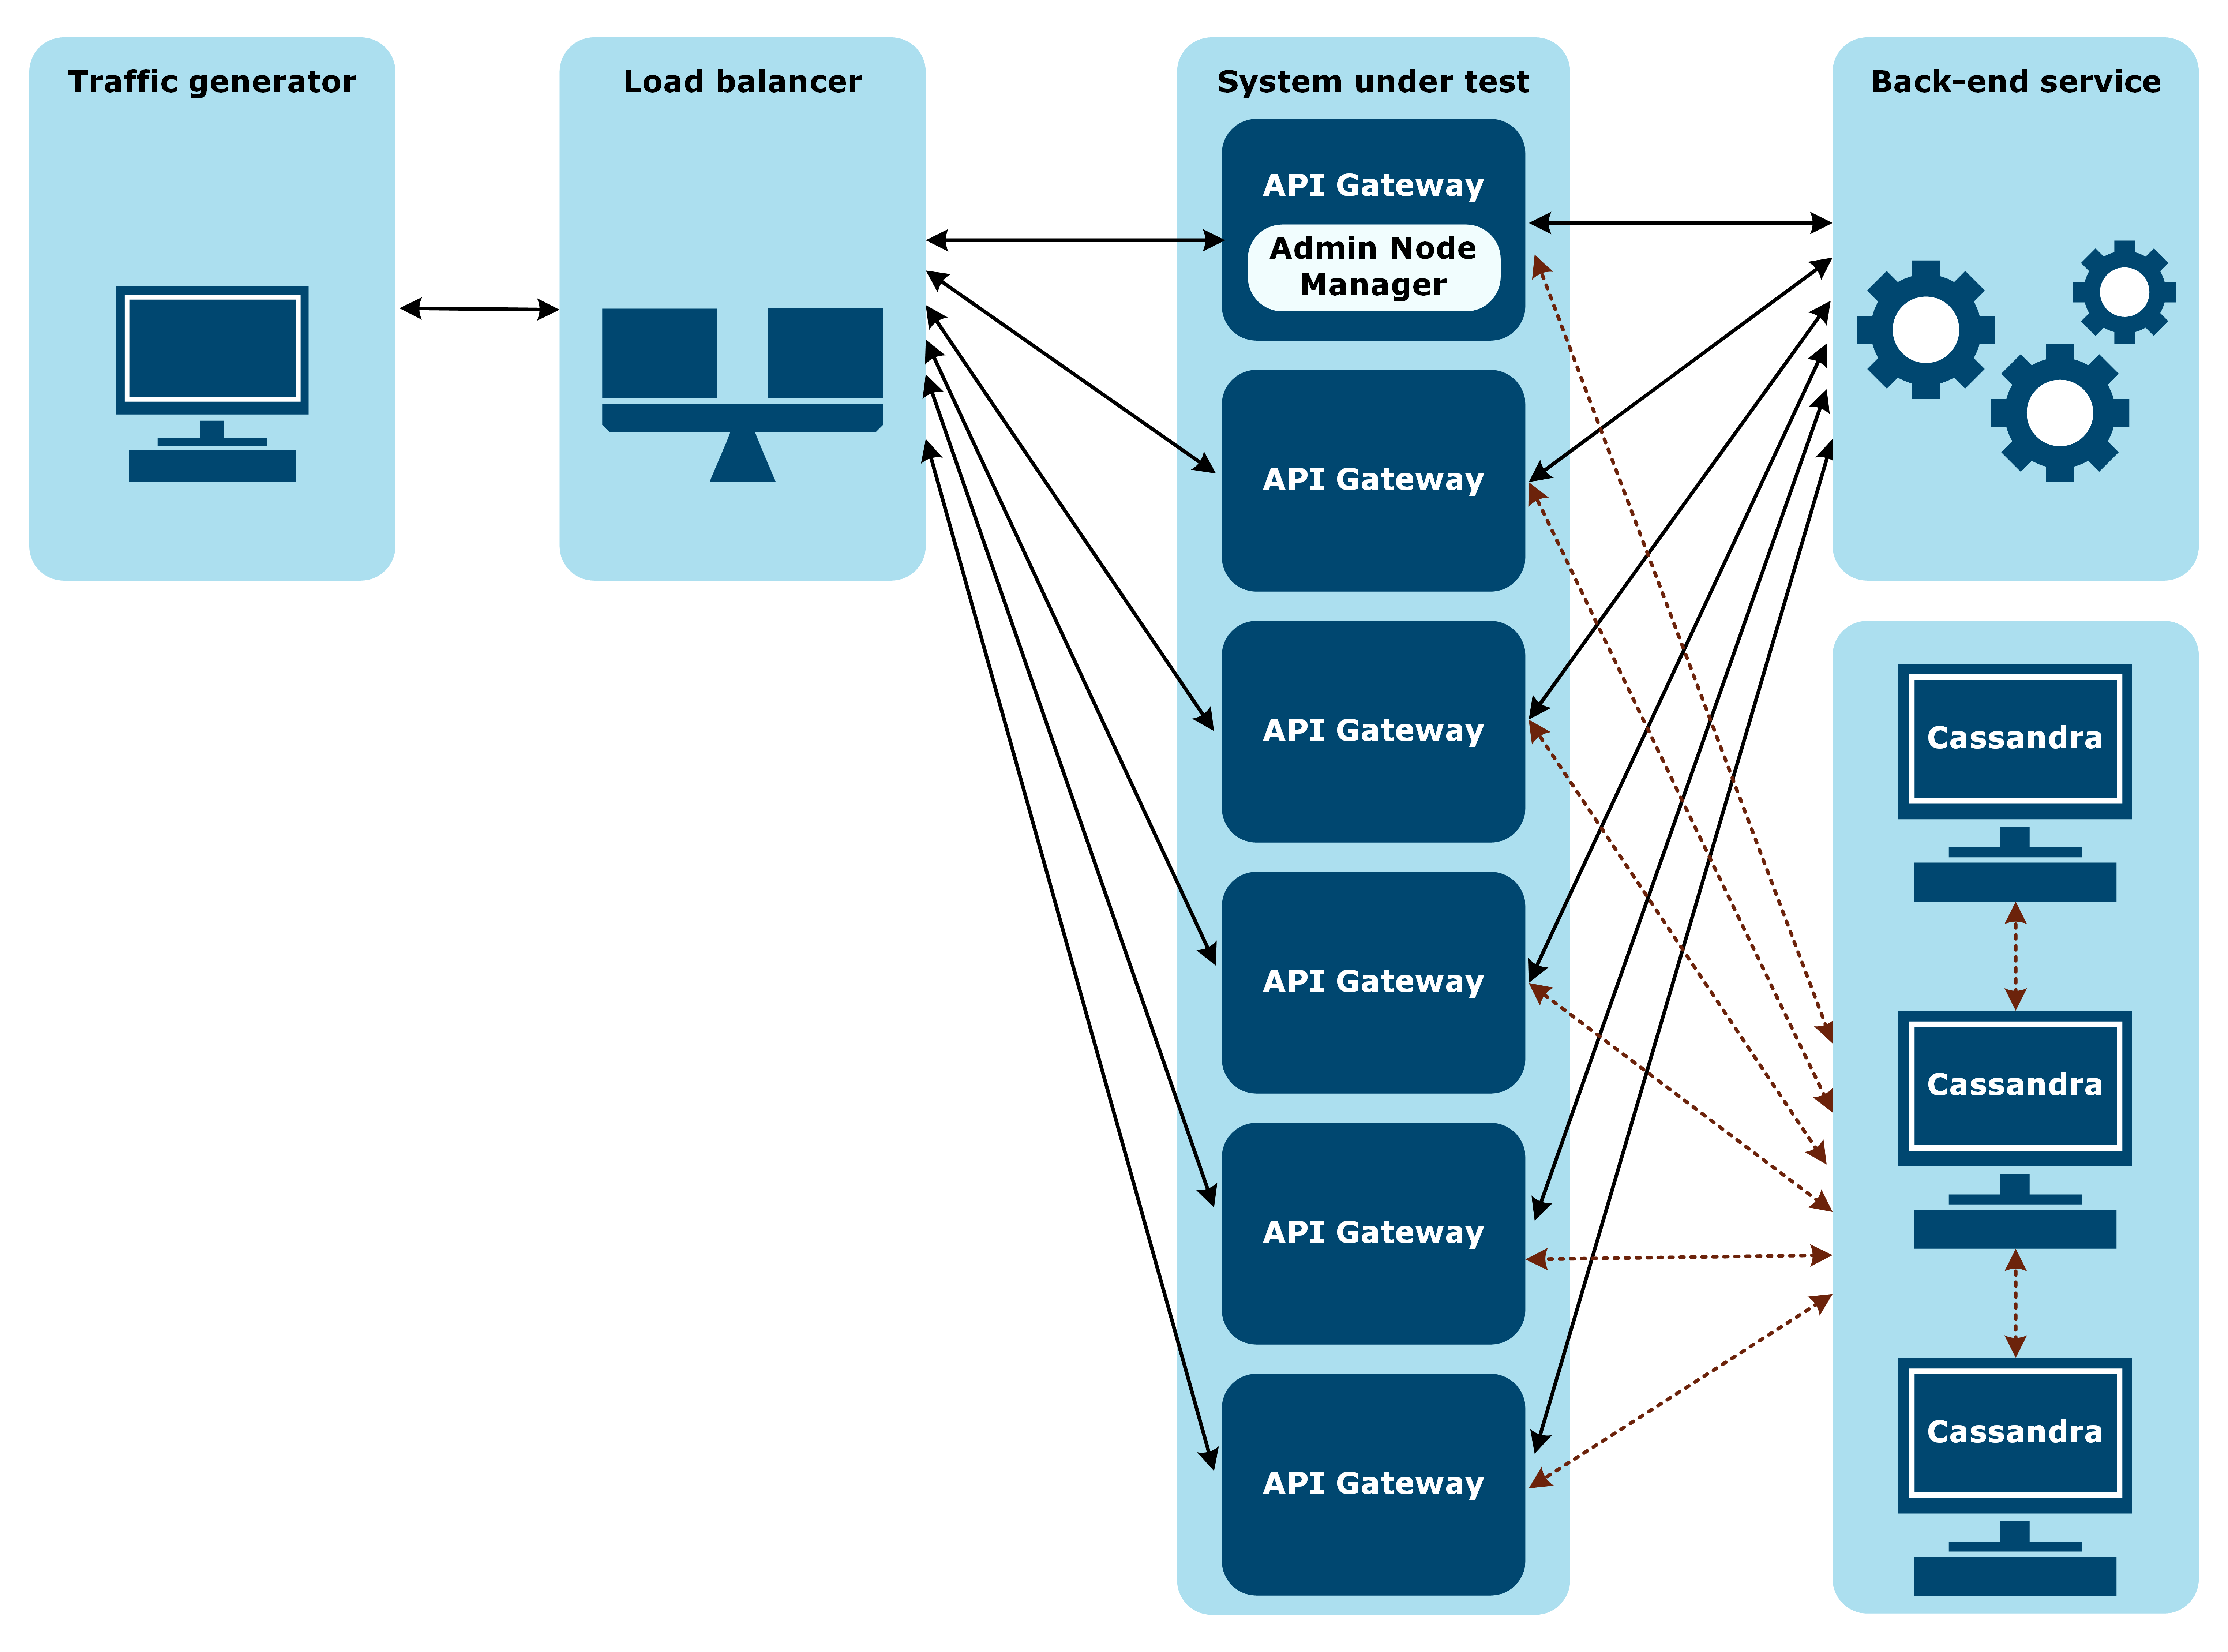 Traffic generator
Load balancer
System under test
Back-end service
API Gateway
Admin Node
Manager
API Gateway
API Gateway
API Gateway
API Gateway
API Gateway
Cassandra
Cassandra
Cassandra